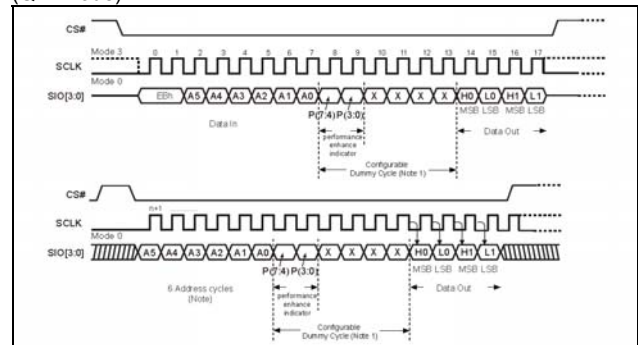 CS#
Mode 3 0 1 2 3 4 5 6 7 8 9 10 11 12 13 14 15 16 17
SCLK
Mode 0
SIO[3:0] EBh A5 A4 A3 A2 A1 A0 X X X X H0 L0 H1 L1
P(7:4) P(3:0) MSB LSB MSB LSB
Data In Data Out
performance
enhance
indicator
Configurable
Dummy Cycle (Note 1)
CS#
n+1
SCLK
Mode 0
SIO[3:0] A5 A4 A3 A2 A1 A0 X X X X H0 L0 H1 L1
P(7:4) P(3:0) MSB LSB MSB LSB
6 Address cycles
(Note)
Data Out
performance
enhance
indicator
Configurable
Dummy Cycle (Note 1)